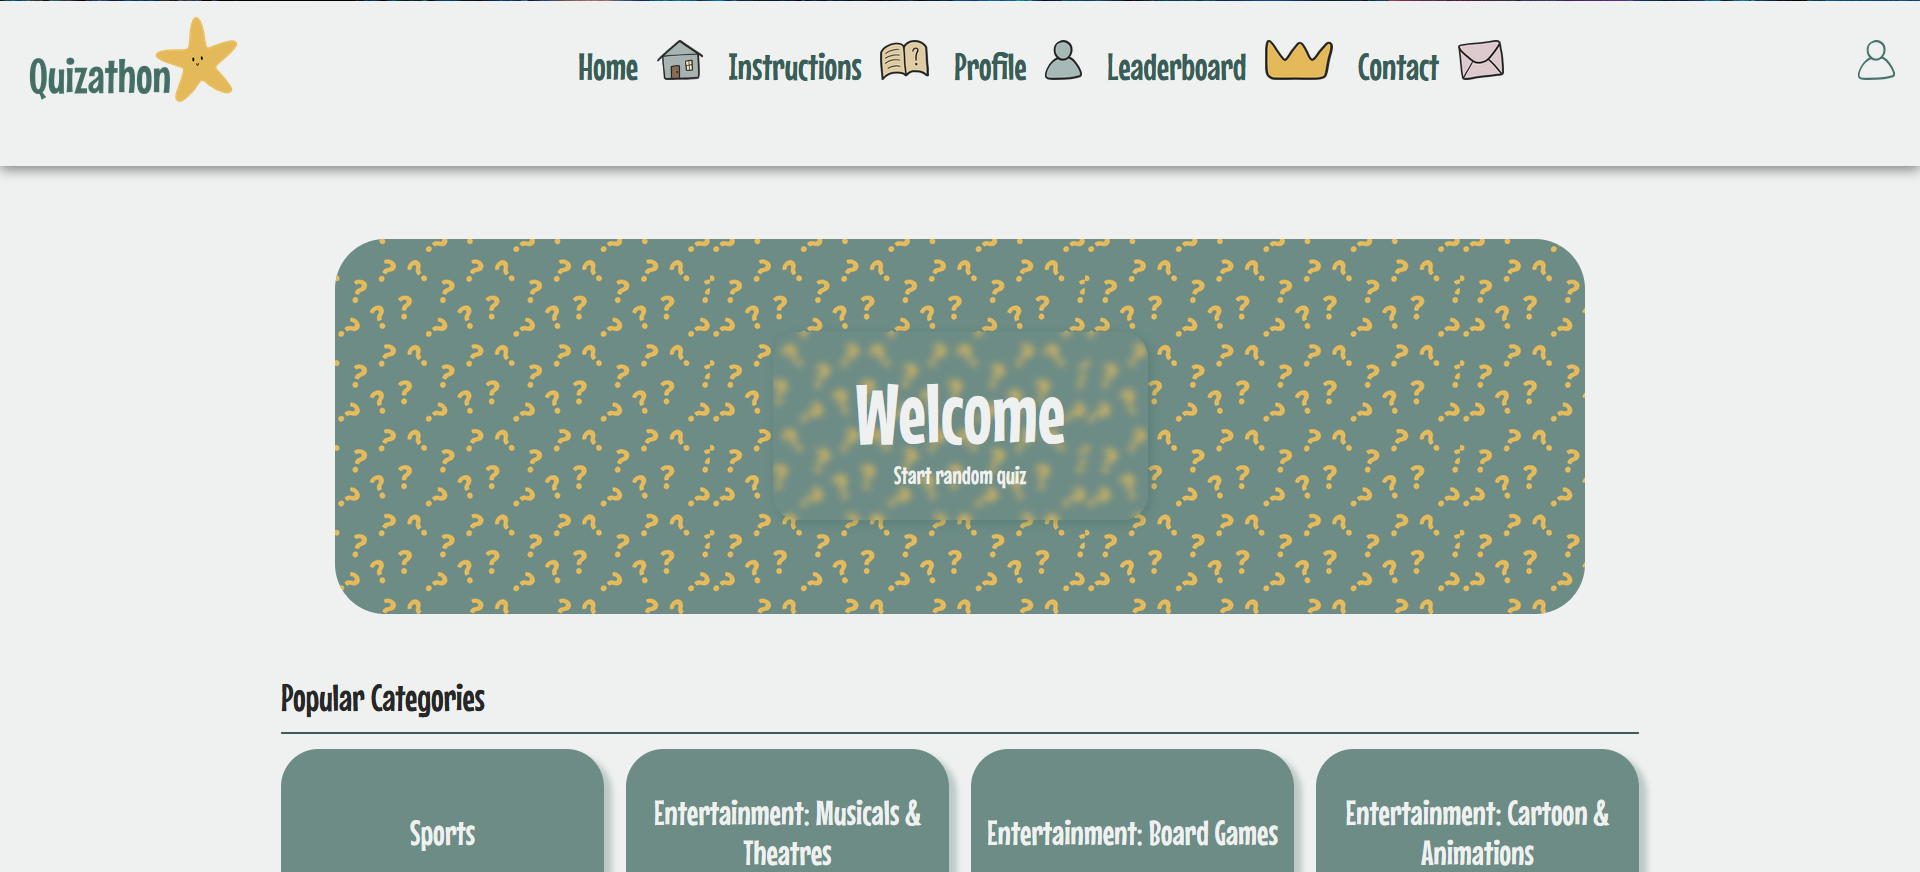 Quizathon
Home Instructions Profile Leaderboard Contact
Welcome
Start random quiz
Popular Categories
Sports
Entertainment: Musicals &
Theatres
Entertainment: Board Games
Entertainment: Cartoon &
Animations